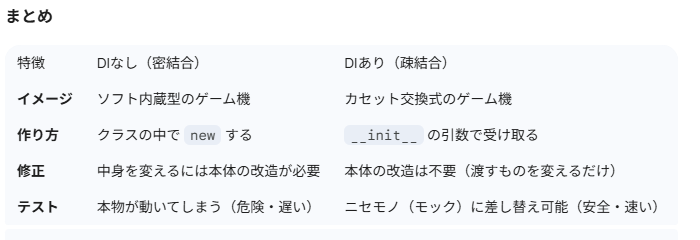 まとめ
特徴 DIなし（密結合） DIあり（疎結合）
イメージ ソフト内蔵型のゲーム機 カセット交換式のゲーム機
作り方 クラスの中で new する __init__ の引数で受け取る
修正 中身を変えるには本体の改造が必要 本体の改造は不要（渡すものを変えるだけ）
テスト 本物が動いてしまう（危険・遅い） ニセモノ（モック）に差し替え可能（安全・速い）